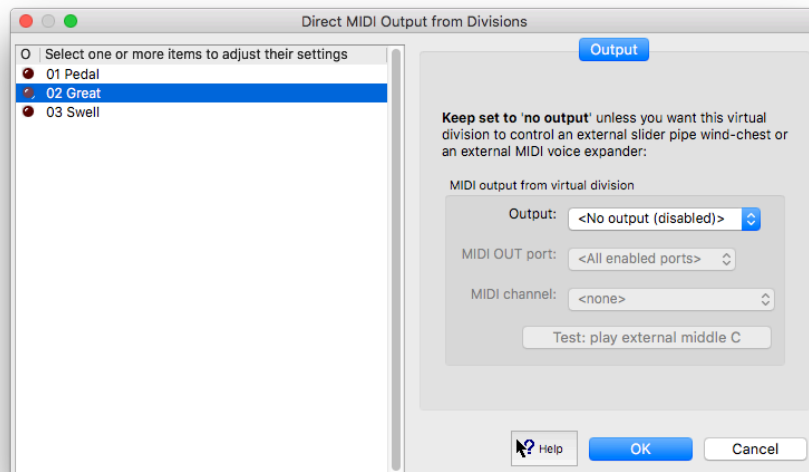 Direct MIDI Output from Divisions
O Select one or more items to adjust their settings
01 Pedal
02 Great
03 Swell
Output
Keep set to 'no output' unless you want this virtual
division to control an external slider pipe wind-chest or
an external MIDI voice expander:
MIDI output from virtual division
Output: <No output (disabled)>
MIDI OUT port: <All enabled ports>
MIDI channel: <none>
Test: play external middle C
? Help
OK
Cancel